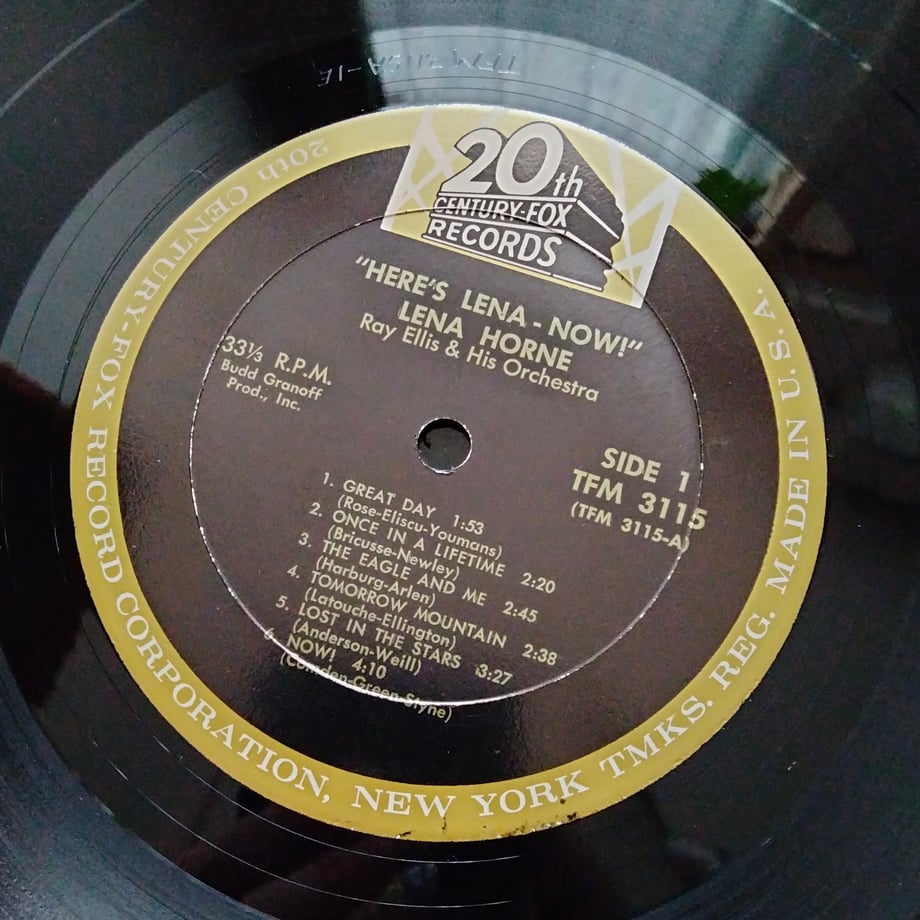 20th
CENTURY-FOX
RECORDS
"HERE'S LENA - NOW!"
LENA HORNE
Ray Ellis & His Orchestra
33⅓ R.P.M.
Budd Granoff
Prod., Inc.
SIDE 1
TFM 3115
(TFM 3115-A)
1. GREAT DAY 1:53
(Rose-Eliscu-Youmans)
2. ONCE IN A LIFETIME 2:20
(Bricusse-Newley)
3. THE EAGLE AND ME 2:45
(Harburg-Arlen)
4. TOMORROW MOUNTAIN 2:38
(Latouche-Ellington)
5. LOST IN THE STARS 3:27
(Anderson-Weill)
6. NOW! 4:10
(Comden-Green-Styne)
20th CENTURY-FOX RECORD CORPORATION, NEW YORK TMKS. REG. MADE IN U.S.A.